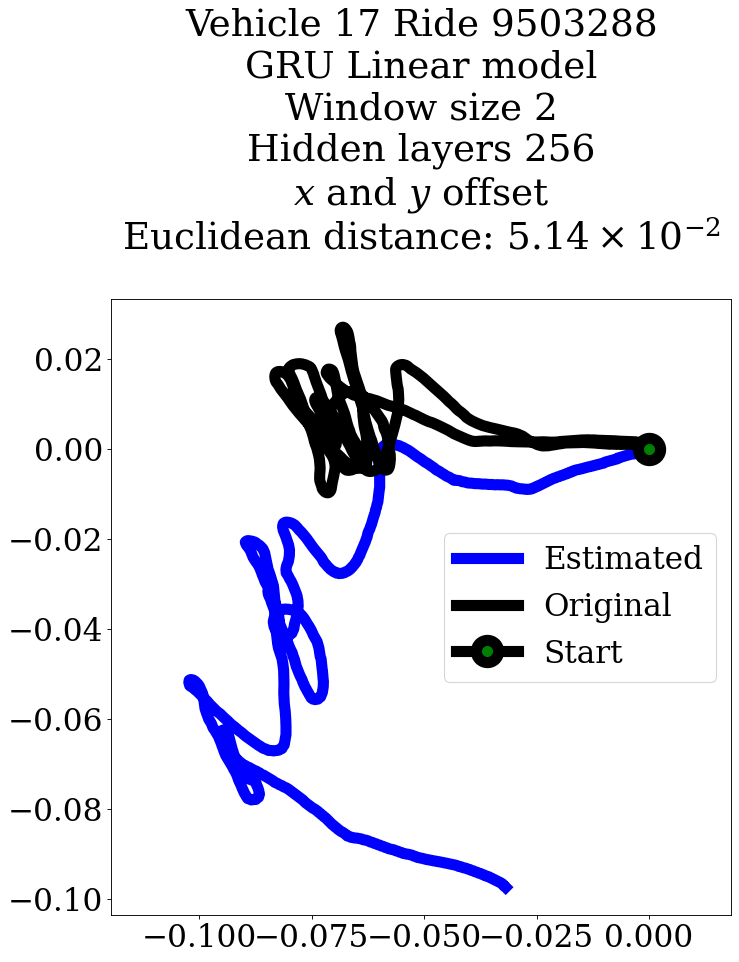 Vehicle 17 Ride 9503288
GRU Linear model
Window size 2
Hidden layers 256
x and y offset
Euclidean distance: 5.14 × 10⁻²
0.02
0.00
−0.02
−0.04
−0.06
−0.08
−0.10
Estimated
Original
Start
−0.100 −0.075 −0.050 −0.025 0.000